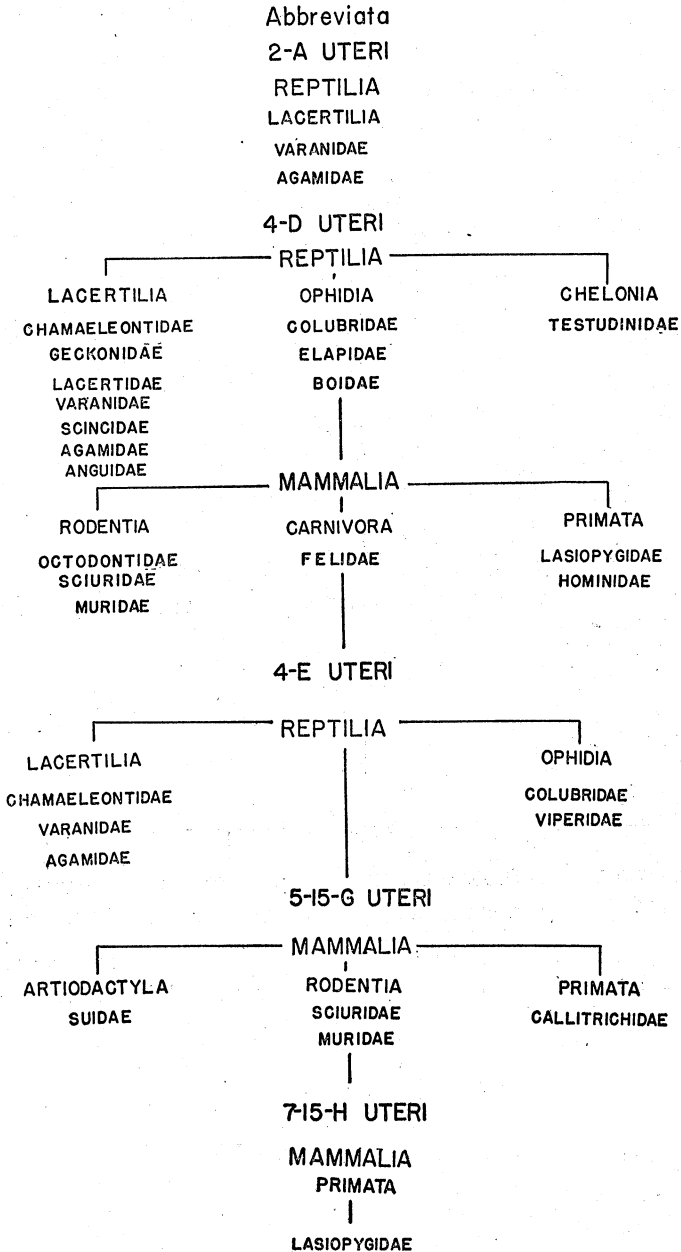 Abbreviata
2-A UTERI
REPTILIA
LACERTILIA
VARANIDAE
AGAMIDAE
4-D UTERI
REPTILIA
LACERTILIA
CHAMAELEONTIDAE
GECKONIDAE
LACERTIDAE
VARANIDAE
SCINCIDAE
AGAMIDAE
ANGUIDAE
OPHIDIA
COLUBRIDAE
ELAPIDAE
BOIDAE
CHELONIA
TESTUDINIDAE
MAMMALIA
RODENTIA
OCTODONTIDAE
SCIURIDAE
MURIDAE
CARNIVORA
FELIDAE
PRIMATA
LASIOPYGIDAE
HOMINIDAE
4-E UTERI
REPTILIA
LACERTILIA
CHAMAELEONTIDAE
VARANIDAE
AGAMIDAE
OPHIDIA
COLUBRIDAE
VIPERIDAE
5-15-G UTERI
MAMMALIA
ARTIODACTYLA
SUIDAE
RODENTIA
SCIURIDAE
MURIDAE
PRIMATA
CALLITRICHIDAE
7-15-H UTERI
MAMMALIA
PRIMATA
LASIOPYGIDAE